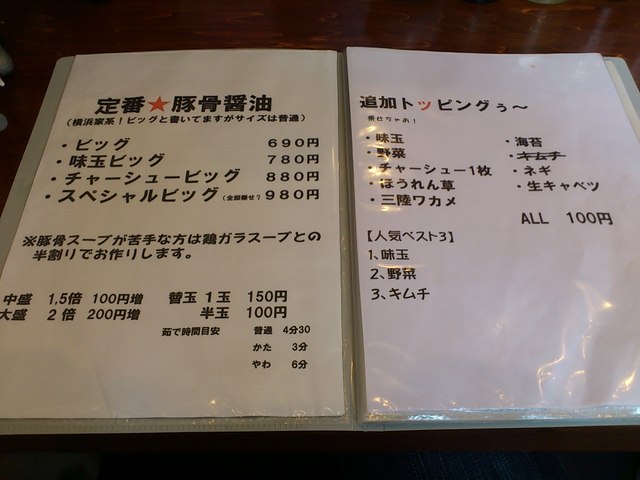 定番★豚骨醤油
(横浜家系!ビッグと書いてますがサイズは普通)
・ビッグ 690円
・味玉ビッグ 780円
・チャーシュービッグ 880円
・スペシャルビッグ(全部乗せ?980円
※豚骨スープが苦手な方は鶏ガラスープとの
半割りでお作りします。
中盛 1,5倍 100円増 替玉 1玉 150円
大盛 2倍 200円増 半玉 100円
茹で時間目安 普通 4分30
かた 3分
やわ 6分
追加トッピングぅ～
乗せちゃお!
・味玉
・野菜
・チャーシュー1枚
・ほうれん草
・三陸ワカメ
・海苔
・キムチ
・ネギ
・生キャベツ
ALL 100円
【人気ベスト3】
1、味玉
2、野菜
3、キムチ